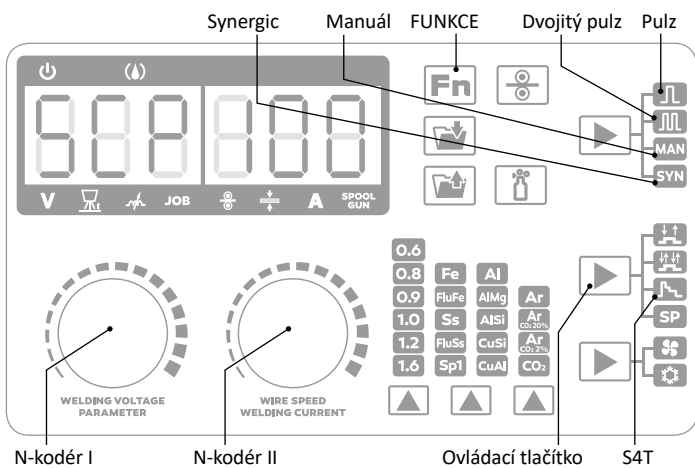 Synergic Manuál FUNKCE Dvojitý pulz Pulz
SCP 100
V JOB A SPOOL GUN
Fn
MAN
SYN
SP
0.6
0.8 Fe Al
0.9 FluFe AlMg Ar
1.0 Ss AlSi Ar CO₂ 20%
1.2 FluSs CuSi Ar CO₂ 2%
1.6 Sp1 CuAl CO₂
WELDING VOLTAGE
PARAMETER
WIRE SPEED
WELDING CURRENT
N-kodér I N-kodér II Ovládací tlačítko S4T